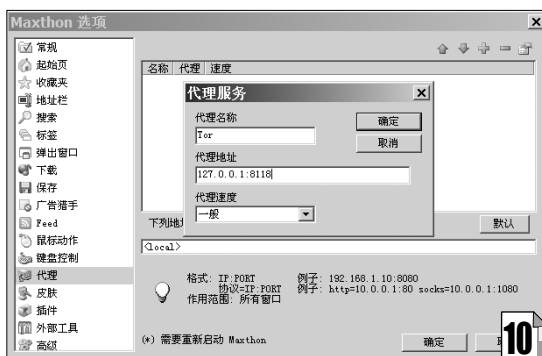 Maxthon 选项
常规
起始页
收藏夹
地址栏
搜索
标签
弹出窗口
下载
保存
广告猎手
Feed
鼠标动作
键盘控制
代理
皮肤
插件
外部工具
高级
名称 代理 速度
代理服务
代理名称
Tor
代理地址
127.0.0.1:8118
代理速度
一般
确定
取消
下列地
默认
<local>
格式: IP:PORT 例子: 192.168.1.10:8080
协议=IP:PORT 例子: http=10.0.0.1:80 socks=10.0.0.1:1080
作用范围: 所有窗口
(*) 需要重新启动 Maxthon
确定
10